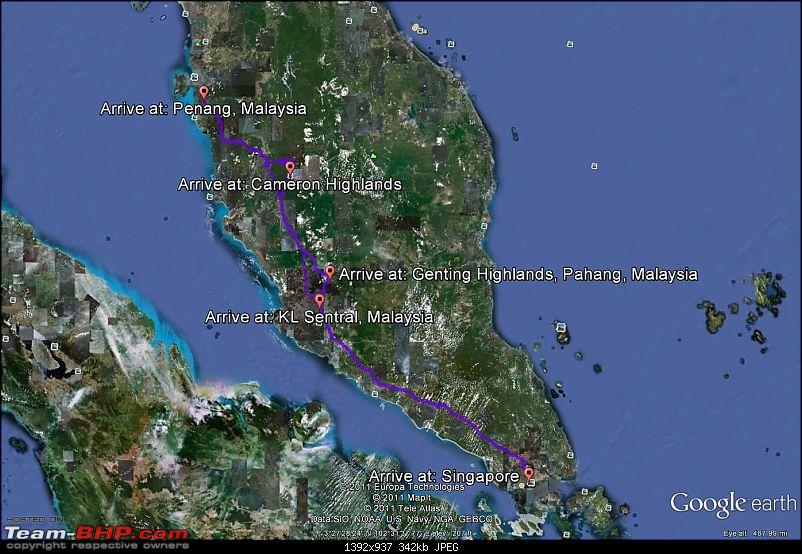 Arrive at: Penang, Malaysia
Arrive at: Cameron Highlands
Arrive at: Genting Highlands, Pahang, Malaysia
Arrive at: KL Sentral, Malaysia
Arrive at: Singapore
© 2011 Europa Technologies
© 2011 Mapit
© 2011 Tele Atlas
Data SIO, NOAA, U.S. Navy, NGA, GEBCO
Google earth
Eye alt 487.99 mi
HOSTED ON
Team-BHP.com
copyright respective owners
1392x937 342kb JPEG